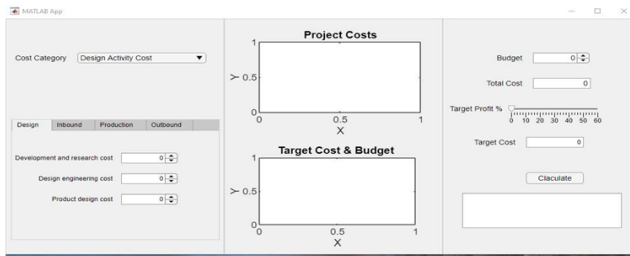 MATLAB App
Cost Category Design Activity Cost
Design Inbound Production Outbound
Development and research cost 0
Design engineering cost 0
Product design cost 0
Project Costs
1
Y 0.5
0
0 0.5 1
X
Target Cost & Budget
1
Y 0.5
0
0 0.5 1
X
Budget 0
Total Cost 0
Target Profit %
0 10 20 30 40 50 60
Target Cost 0
Claculate